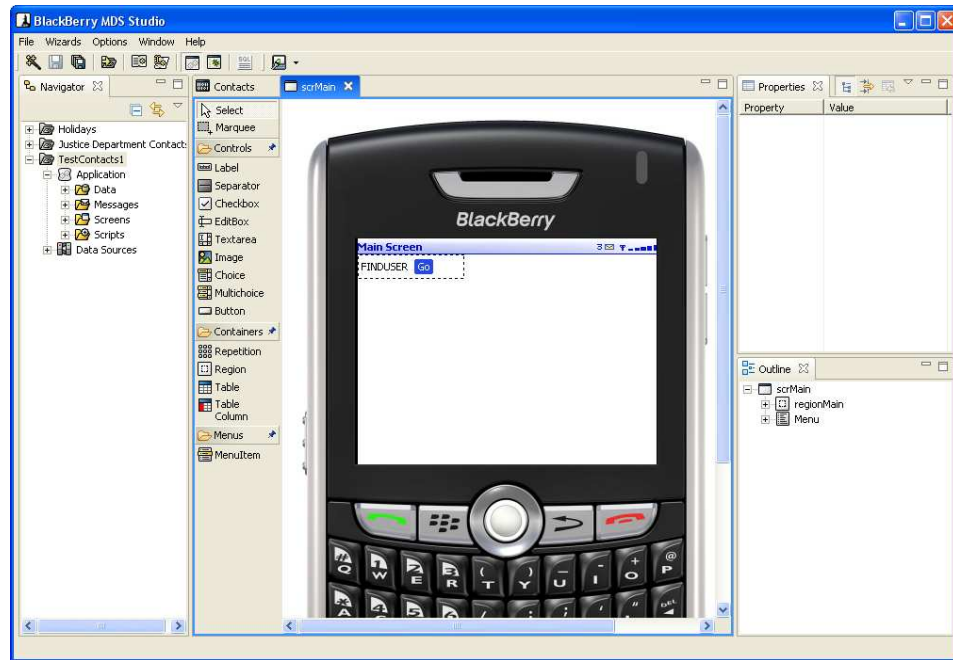 BlackBerry MDS Studio
File Wizards Options Window Help
Navigator
Holidays
Justice Department Contact
TestContacts1
Application
Data
Messages
Screens
Scripts
Data Sources
Contacts
scrMain
Select
Marquee
Controls
Label
Separator
Checkbox
EditBox
Textarea
Image
Choice
Multichoice
Button
Containers
Repetition
Region
Table
Table
Column
Menus
MenuItem
BlackBerry
Main Screen 3
FINDUSER Go
Q W E R T Y U I O P
Properties
Property Value
Outline
scrMain
regionMain
Menu